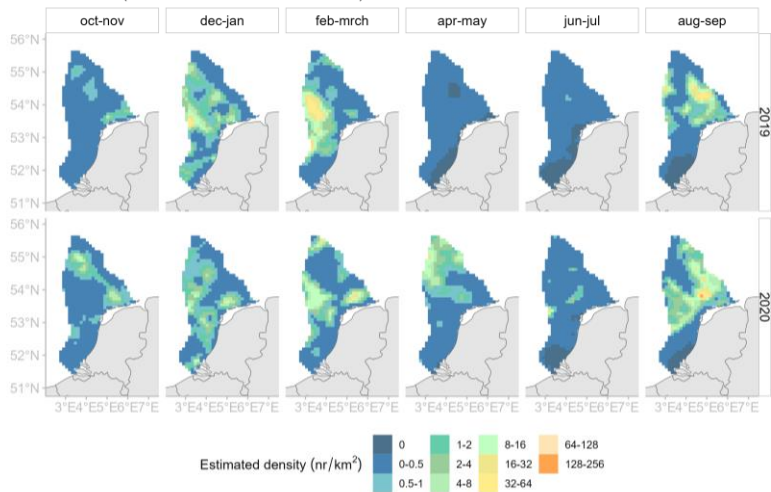 oct-nov dec-jan feb-mrch apr-may jun-jul aug-sep
56°N
55°N
54°N
53°N
52°N
51°N
2019
56°N
55°N
54°N
53°N
52°N
51°N
2020
3°E4°E5°E6°E7°E 3°E4°E5°E6°E7°E 3°E4°E5°E6°E7°E 3°E4°E5°E6°E7°E 3°E4°E5°E6°E7°E 3°E4°E5°E6°E7°E
Estimated density (nr/km²)
0 1-2 8-16 64-128
0-0.5 2-4 16-32 128-256
0.5-1 4-8 32-64